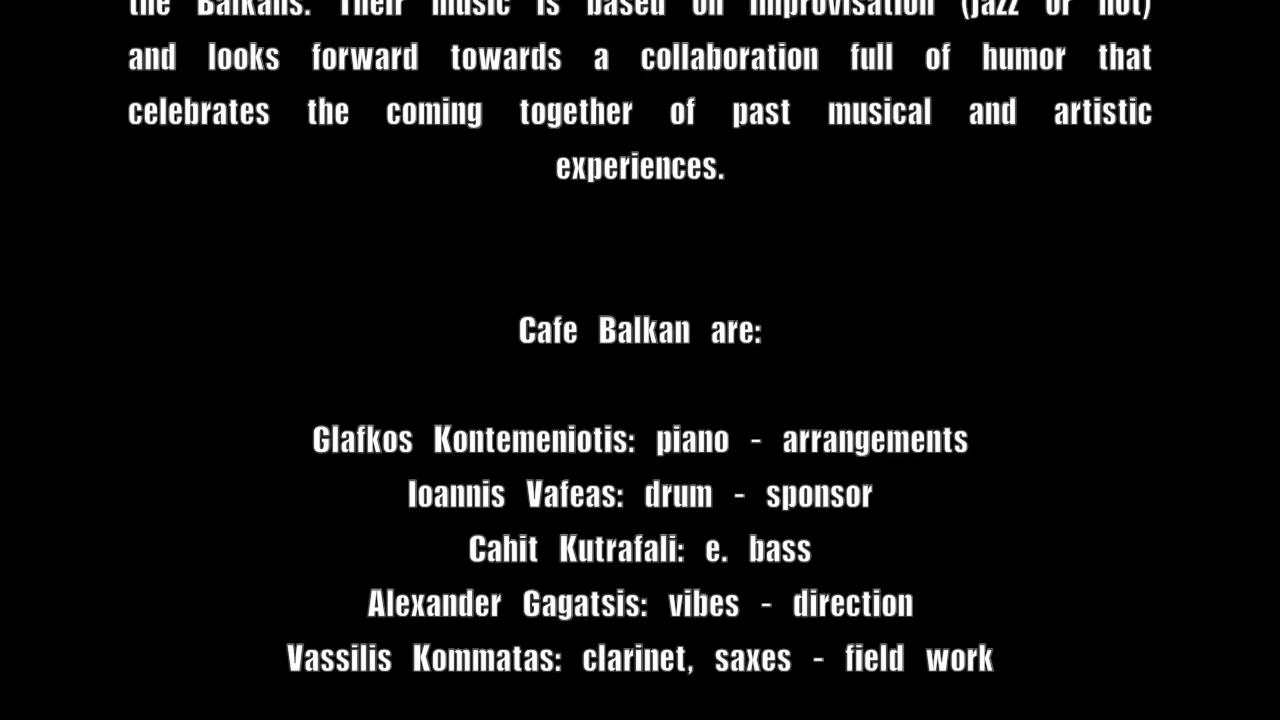 the Balkans. Their music is based on improvisation (jazz or not)
and looks forward towards a collaboration full of humor that
celebrates the coming together of past musical and artistic
experiences.
Cafe Balkan are:
Glafkos Kontemeniotis: piano - arrangements
Ioannis Vafeas: drum - sponsor
Cahit Kutrafali: e. bass
Alexander Gagatsis: vibes - direction
Vassilis Kommatas: clarinet, saxes - field work